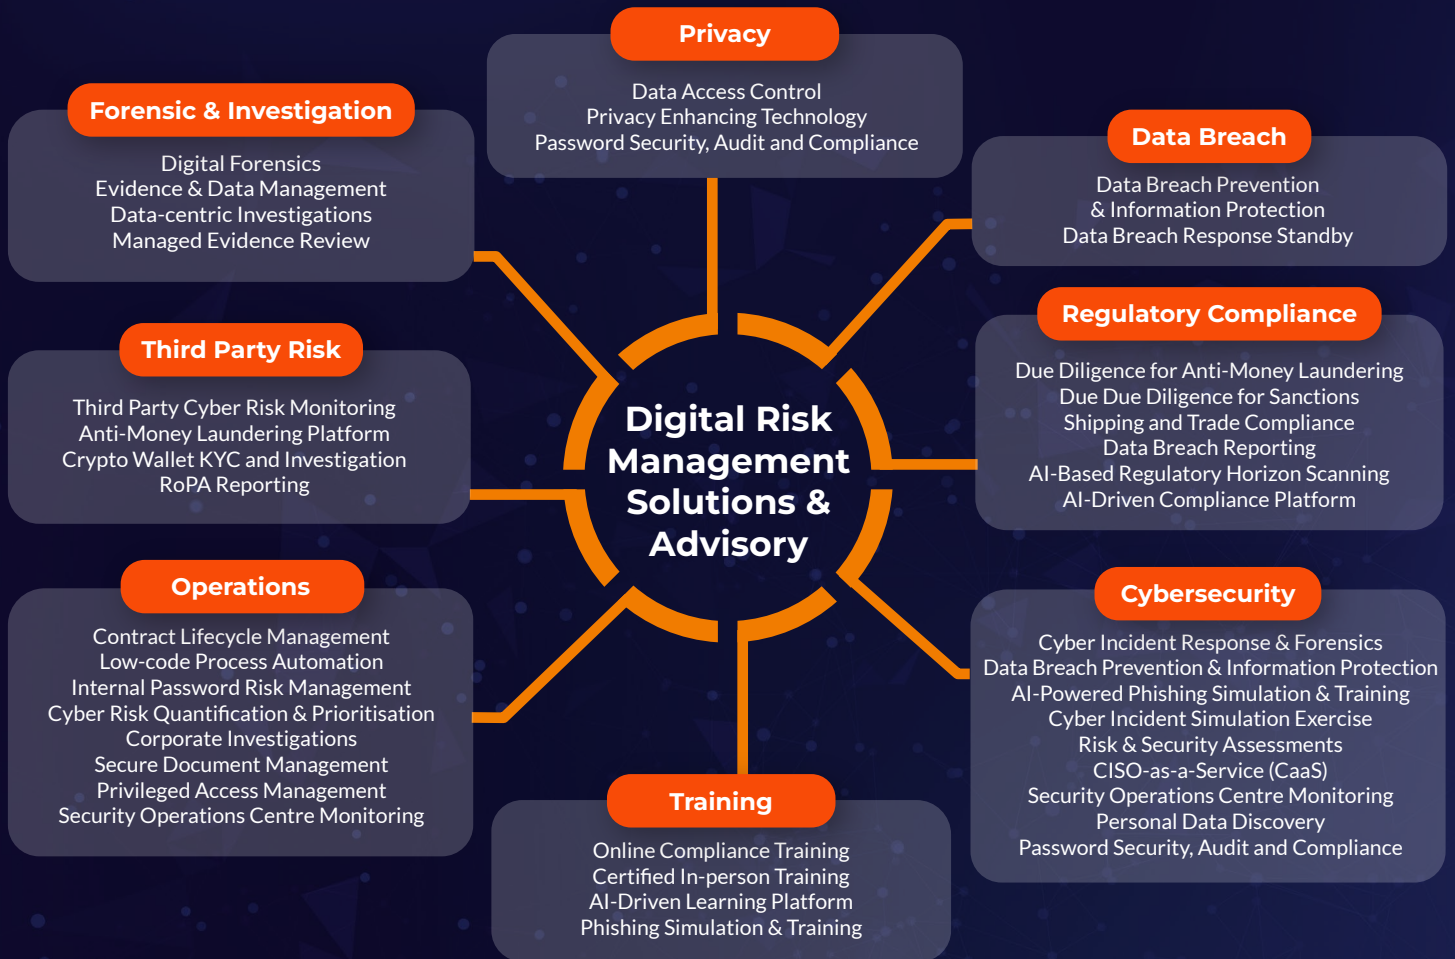 Privacy
Data Access Control
Privacy Enhancing Technology
Password Security, Audit and Compliance
Forensic & Investigation
Digital Forensics
Evidence & Data Management
Data-centric Investigations
Managed Evidence Review
Data Breach
Data Breach Prevention
& Information Protection
Data Breach Response Standby
Third Party Risk
Third Party Cyber Risk Monitoring
Anti-Money Laundering Platform
Crypto Wallet KYC and Investigation
RoPA Reporting
Digital Risk
Management
Solutions &
Advisory
Regulatory Compliance
Due Diligence for Anti-Money Laundering
Due Due Diligence for Sanctions
Shipping and Trade Compliance
Data Breach Reporting
AI-Based Regulatory Horizon Scanning
AI-Driven Compliance Platform
Operations
Contract Lifecycle Management
Low-code Process Automation
Internal Password Risk Management
Cyber Risk Quantification & Prioritisation
Corporate Investigations
Secure Document Management
Privileged Access Management
Security Operations Centre Monitoring
Cybersecurity
Cyber Incident Response & Forensics
Data Breach Prevention & Information Protection
AI-Powered Phishing Simulation & Training
Cyber Incident Simulation Exercise
Risk & Security Assessments
CISO-as-a-Service (CaaS)
Security Operations Centre Monitoring
Personal Data Discovery
Password Security, Audit and Compliance
Training
Online Compliance Training
Certified In-person Training
AI-Driven Learning Platform
Phishing Simulation & Training